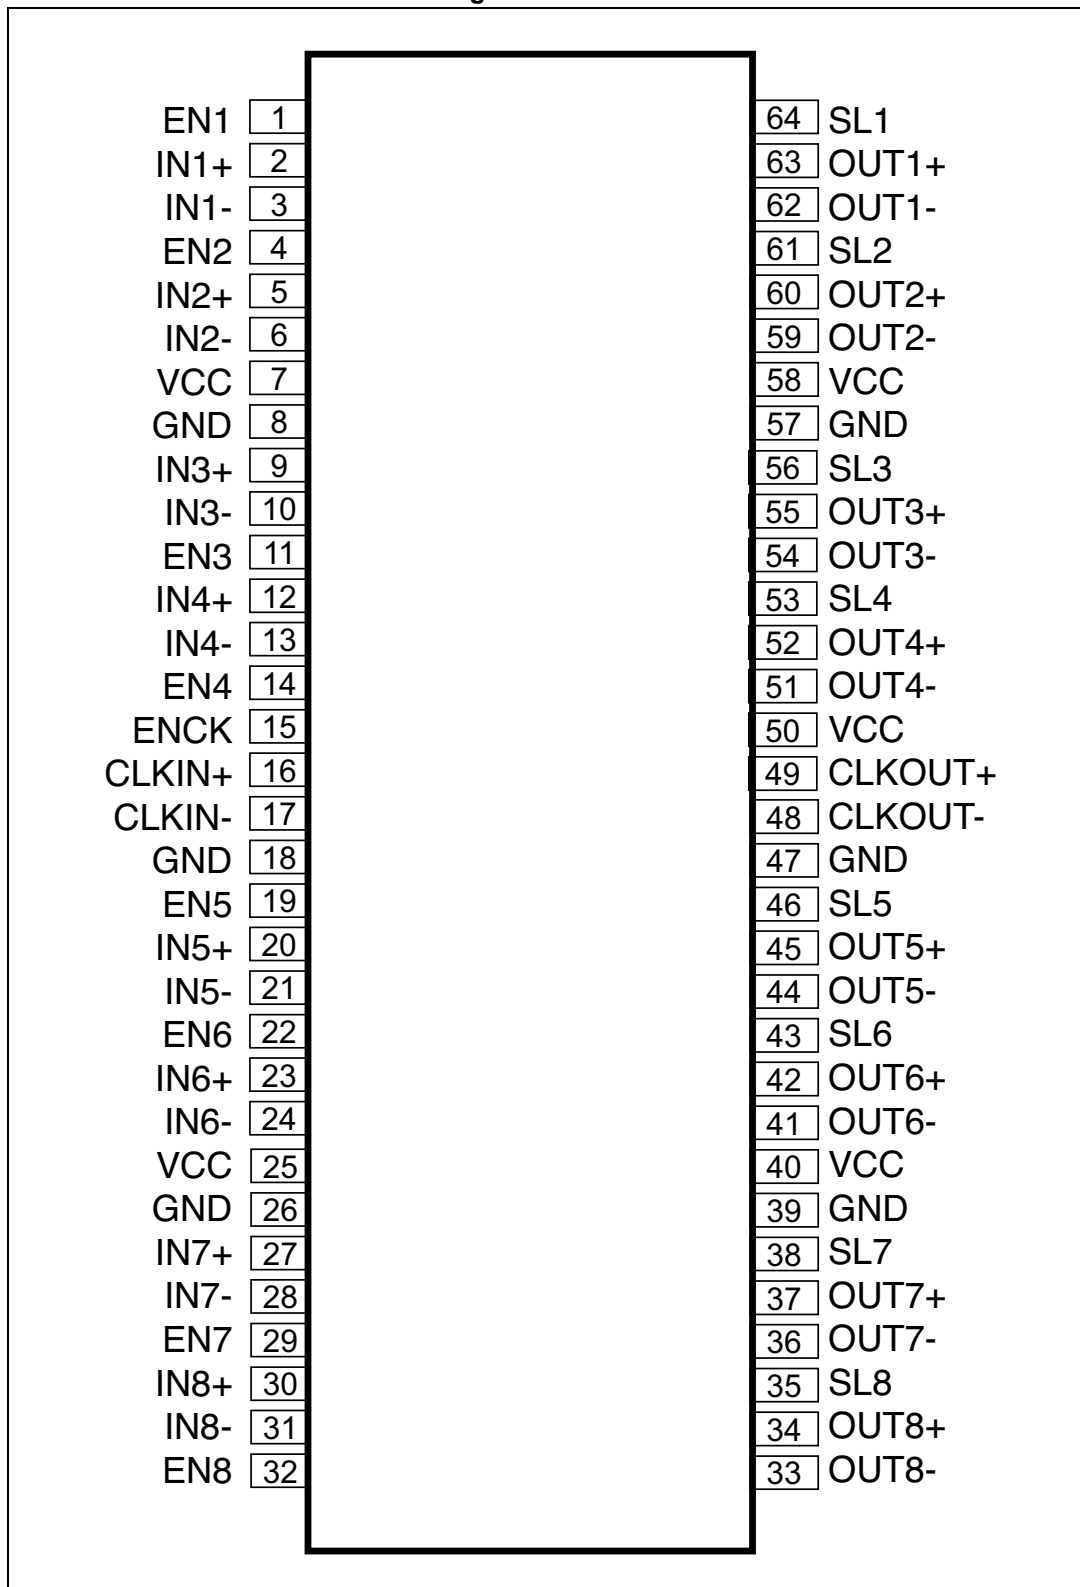 EN1 1 64 SL1
IN1+ 2 63 OUT1+
IN1- 3 62 OUT1-
EN2 4 61 SL2
IN2+ 5 60 OUT2+
IN2- 6 59 OUT2-
VCC 7 58 VCC
GND 8 57 GND
IN3+ 9 56 SL3
IN3- 10 55 OUT3+
EN3 11 54 OUT3-
IN4+ 12 53 SL4
IN4- 13 52 OUT4+
EN4 14 51 OUT4-
ENCK 15 50 VCC
CLKIN+ 16 49 CLKOUT+
CLKIN- 17 48 CLKOUT-
GND 18 47 GND
EN5 19 46 SL5
IN5+ 20 45 OUT5+
IN5- 21 44 OUT5-
EN6 22 43 SL6
IN6+ 23 42 OUT6+
IN6- 24 41 OUT6-
VCC 25 40 VCC
GND 26 39 GND
IN7+ 27 38 SL7
IN7- 28 37 OUT7+
EN7 29 36 OUT7-
IN8+ 30 35 SL8
IN8- 31 34 OUT8+
EN8 32 33 OUT8-